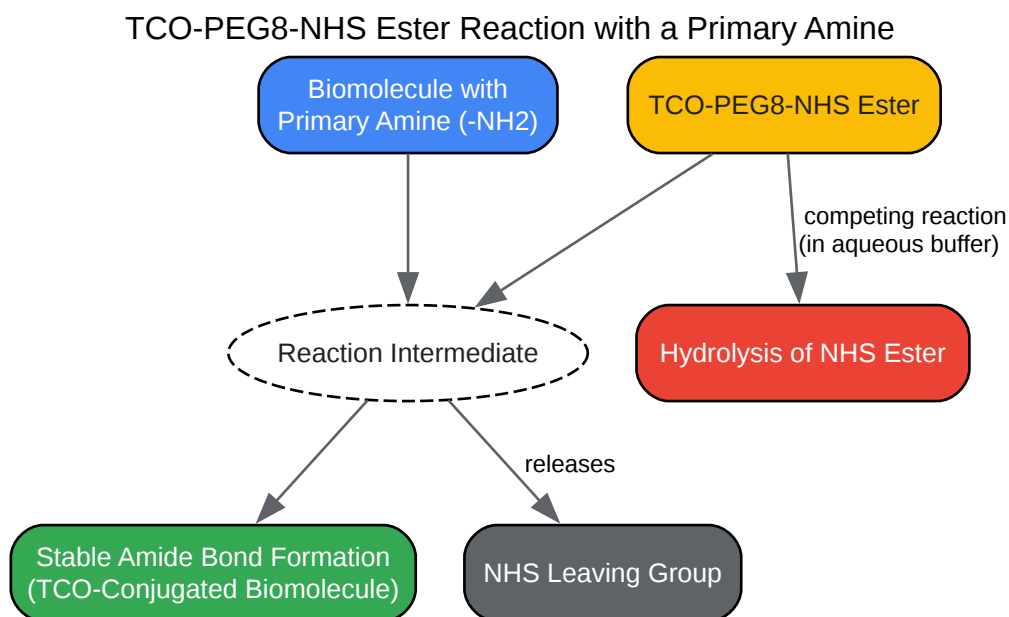 TCO-PEG8-NHS Ester Reaction with a Primary Amine
Biomolecule with
Primary Amine (-NH2)
TCO-PEG8-NHS Ester
competing reaction
(in aqueous buffer)
Reaction Intermediate
Hydrolysis of NHS Ester
releases
Stable Amide Bond Formation
(TCO-Conjugated Biomolecule)
NHS Leaving Group